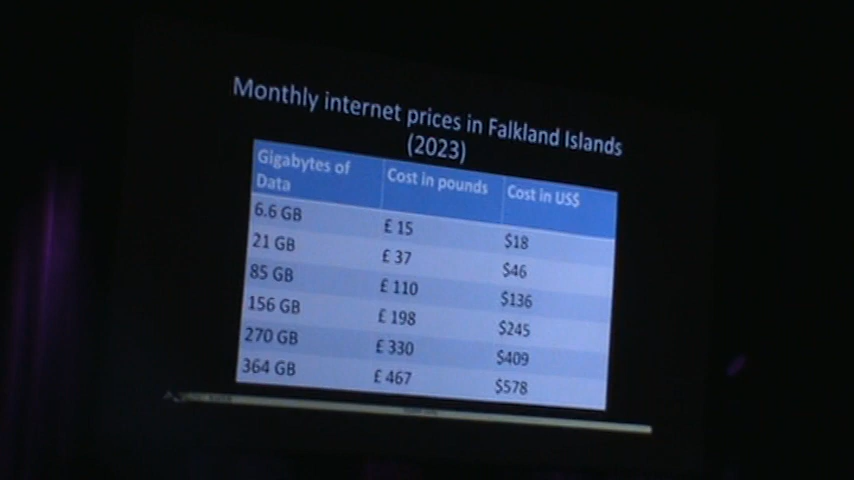 Monthly internet prices in Falkland Islands
(2023)
Gigabytes of
Data
Cost in pounds
Cost in US$
6.6 GB £ 15 $18
21 GB £ 37 $46
85 GB £ 110 $136
156 GB £ 198 $245
270 GB £ 330 $409
364 GB £ 467 $578